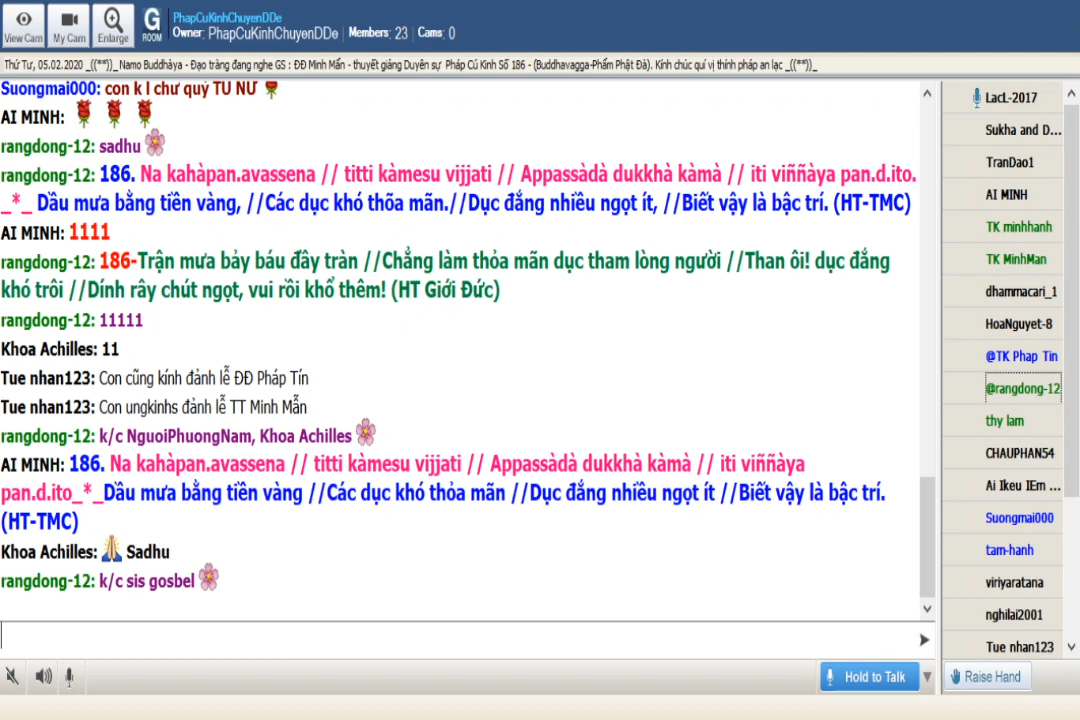 View Cam
My Cam
Enlarge
G
ROOM
PhapCuKinhChuyenDDe
Owner: PhapCuKinhChuyenDDe | Members: 23 | Cams: 0
Thứ Tư, 05.02.2020 _((**))_ Namo Buddhàya - Đạo tràng đang nghe GS : ĐĐ Minh Mẫn - thuyết giảng Duyên sự Pháp Cú Kinh Số 186 - (Buddhavagga-Phẩm Phật Đà). Kính chúc quí vị thính pháp an lạc _((**))_
Suongmai000: con k l chư quý TU NỮ
AI MINH:
rangdong-12: sadhu
rangdong-12: 186. Na kahàpan.avassena // titti kàmesu vijjati // Appassàdà dukkhà kàmà // iti viññàya pan.d.ito.
_*_ Dầu mưa bằng tiền vàng, //Các dục khó thõa mãn.//Dục đắng nhiều ngọt ít, //Biết vậy là bậc trí. (HT-TMC)
AI MINH: 1111
rangdong-12: 186-Trận mưa bảy báu đầy tràn //Chẳng làm thỏa mãn dục tham lòng người //Than ôi! dục đắng
khó trôi //Dính rây chút ngọt, vui rồi khổ thêm! (HT Giới Đức)
rangdong-12: 11111
Khoa Achilles: 11
Tue nhan123: Con cũng kính đảnh lễ ĐĐ Pháp Tín
Tue nhan123: Con ungkinhs đảnh lễ TT Minh Mẫn
rangdong-12: k/c NguoiPhuongNam, Khoa Achilles
AI MINH: 186. Na kahàpan.avassena // titti kàmesu vijjati // Appassàdà dukkhà kàmà // iti viññàya
pan.d.ito_*_Dầu mưa bằng tiền vàng //Các dục khó thỏa mãn //Dục đắng nhiều ngọt ít //Biết vậy là bậc trí.
(HT-TMC)
Khoa Achilles: Sadhu
rangdong-12: k/c sis gosbel
Hold to Talk
LacL-2017
Sukha and D...
TranDao1
AI MINH
TK minhhanh
TK MinhMan
dhammacari_1
HoaNguyet-8
@TK Phap Tin
@rangdong-12
thy lam
CHAUPHAN54
Ai Ikeu IEm ...
Suongmai000
tam-hanh
viriyaratana
nghilai2001
Tue nhan123
Raise Hand